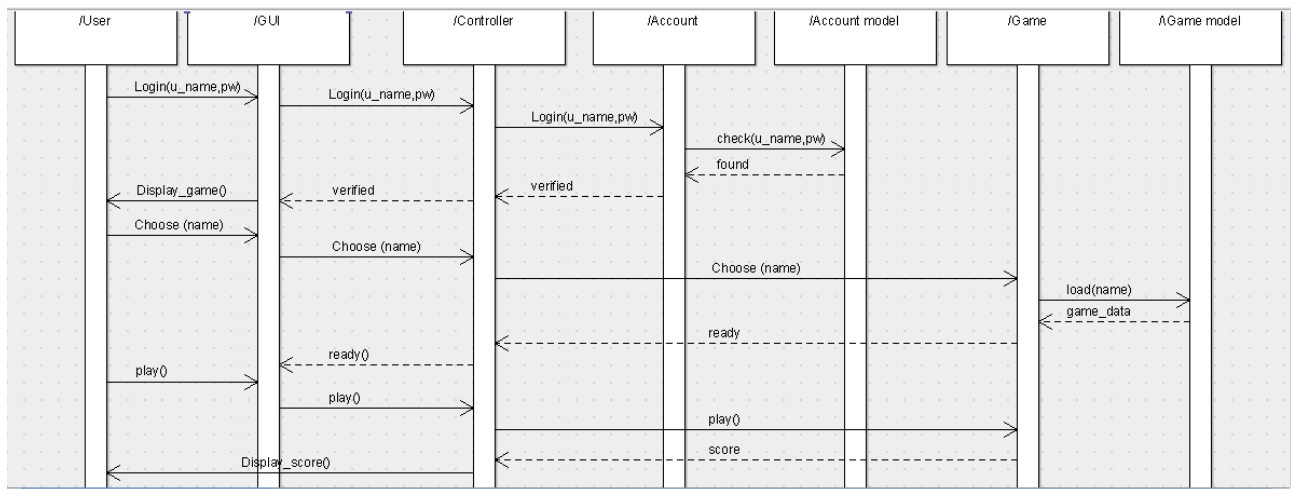 /User
/GUI
/Controller
/Account
/Account model
/Game
/\Game model
Login(u_name,pw)
Login(u_name,pw)
Login(u_name,pw)
check(u_name,pw)
found
verified
verified
Display_game()
Choose (name)
Choose (name)
Choose (name)
load(name)
game_data
ready
ready()
play()
play()
play()
score
Display_score()